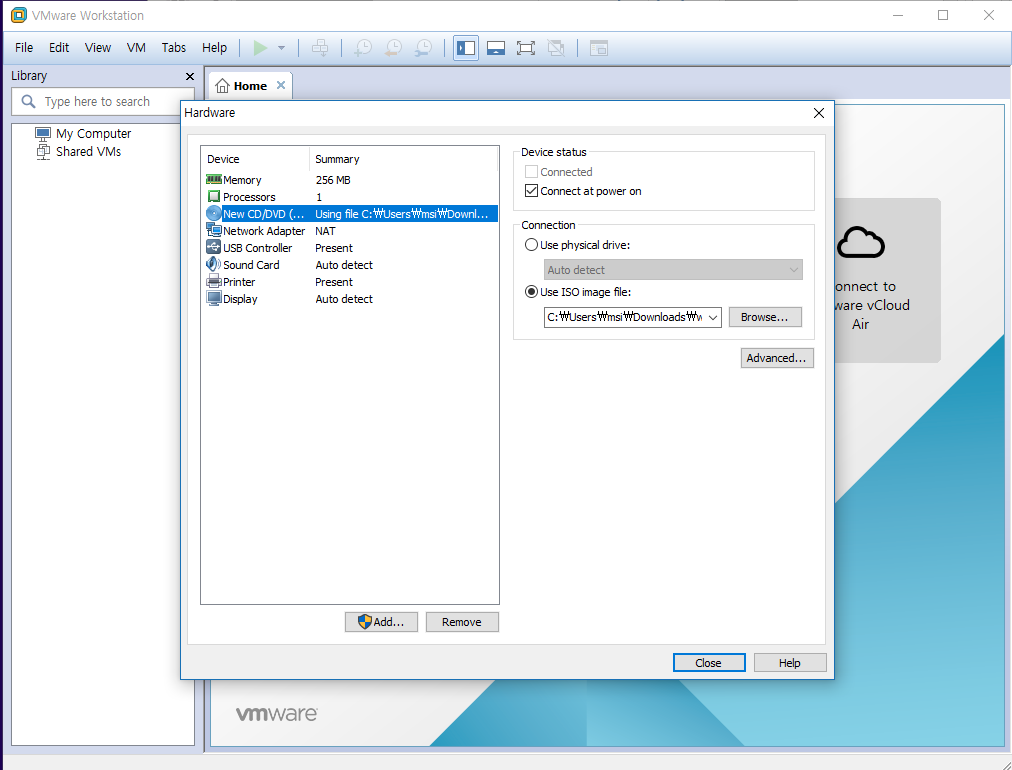 VMware Workstation
File Edit View VM Tabs Help
Library
Type here to search
My Computer
Shared VMs
Home
Hardware
Device Summary
Memory 256 MB
Processors 1
New CD/DVD (... Using file C:₩Users₩msi₩Downl...
Network Adapter NAT
USB Controller Present
Sound Card Auto detect
Printer Present
Display Auto detect
Add...
Remove
Device status
Connected
Connect at power on
Connection
Use physical drive:
Auto detect
Use ISO image file:
C:₩Users₩msi₩Downloads₩
Browse...
Advanced...
Close
Help
onnect to
ware vCloud
Air
vmware